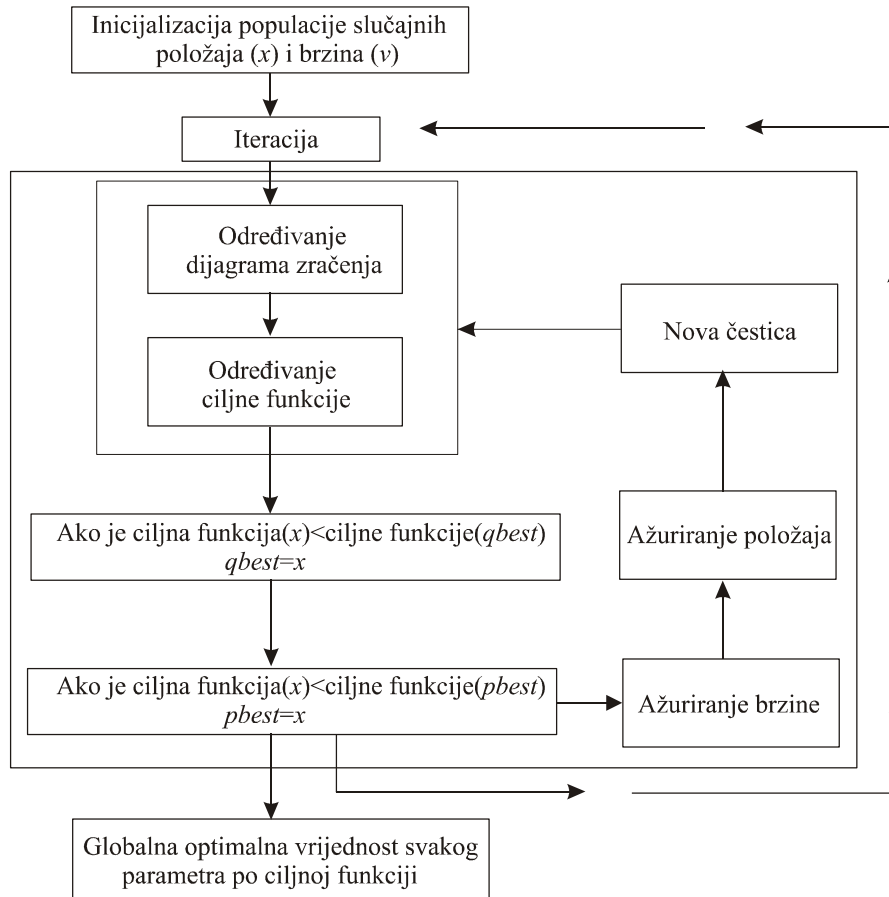 Inicijalizacija populacije slučajnih
položaja (x) i brzina (v)
Iteracija
Određivanje
dijagrama zračenja
Određivanje
ciljne funkcije
Nova čestica
Ako je ciljna funkcija(x)<ciljne funkcije(qbest)
qbest=x
Ažuriranje položaja
Ako je ciljna funkcija(x)<ciljne funkcije(pbest)
pbest=x
Ažuriranje brzine
Globalna optimalna vrijednost svakog
parametra po ciljnoj funkciji